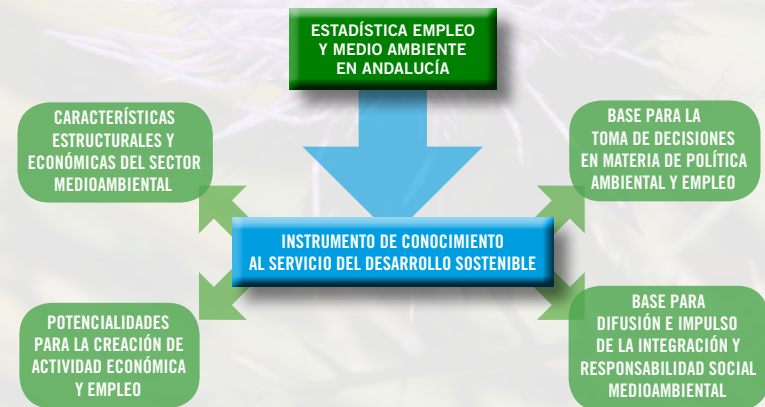 ESTADÍSTICA EMPLEO
Y MEDIO AMBIENTE
EN ANDALUCÍA
CARACTERÍSTICAS
ESTRUCTURALES Y
ECONÓMICAS DEL SECTOR
MEDIOAMBIENTAL
BASE PARA LA
TOMA DE DECISIONES
EN MATERIA DE POLÍTICA
AMBIENTAL Y EMPLEO
INSTRUMENTO DE CONOCIMIENTO
AL SERVICIO DEL DESARROLLO SOSTENIBLE
POTENCIALIDADES
PARA LA CREACIÓN DE
ACTIVIDAD ECONÓMICA
Y EMPLEO
BASE PARA
DIFUSIÓN E IMPULSO
DE LA INTEGRACIÓN Y
RESPONSABILIDAD SOCIAL
MEDIOAMBIENTAL